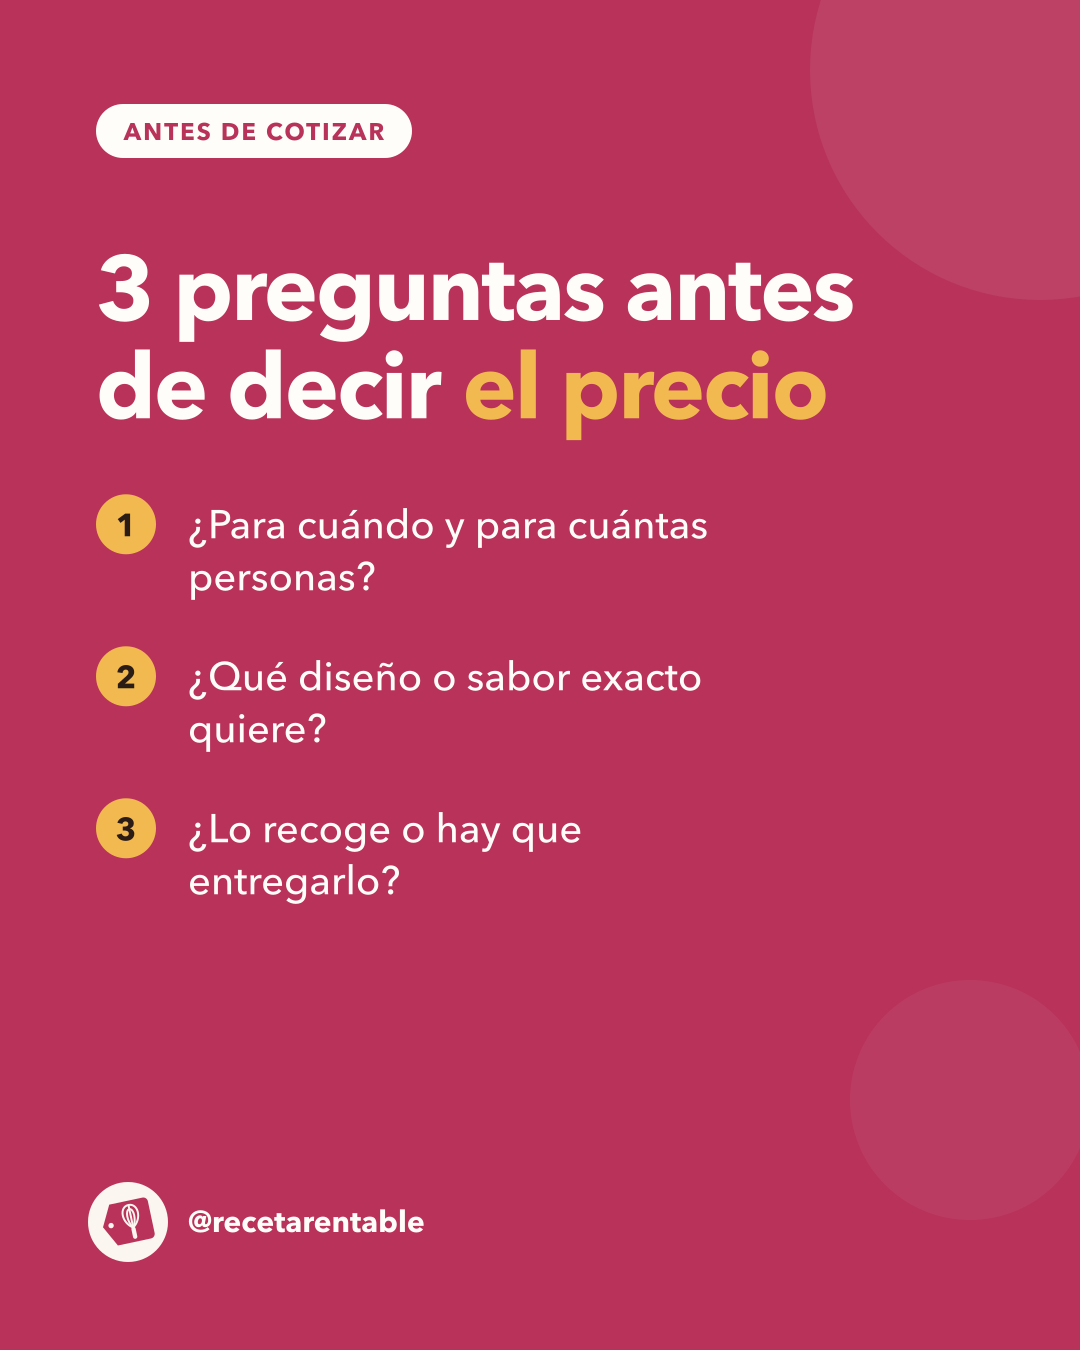 ANTES DE COTIZAR
3 preguntas antes
de decir el precio
1 ¿Para cuándo y para cuántas
personas?
2 ¿Qué diseño o sabor exacto
quiere?
3 ¿Lo recoge o hay que
entregarlo?
@recetarentable